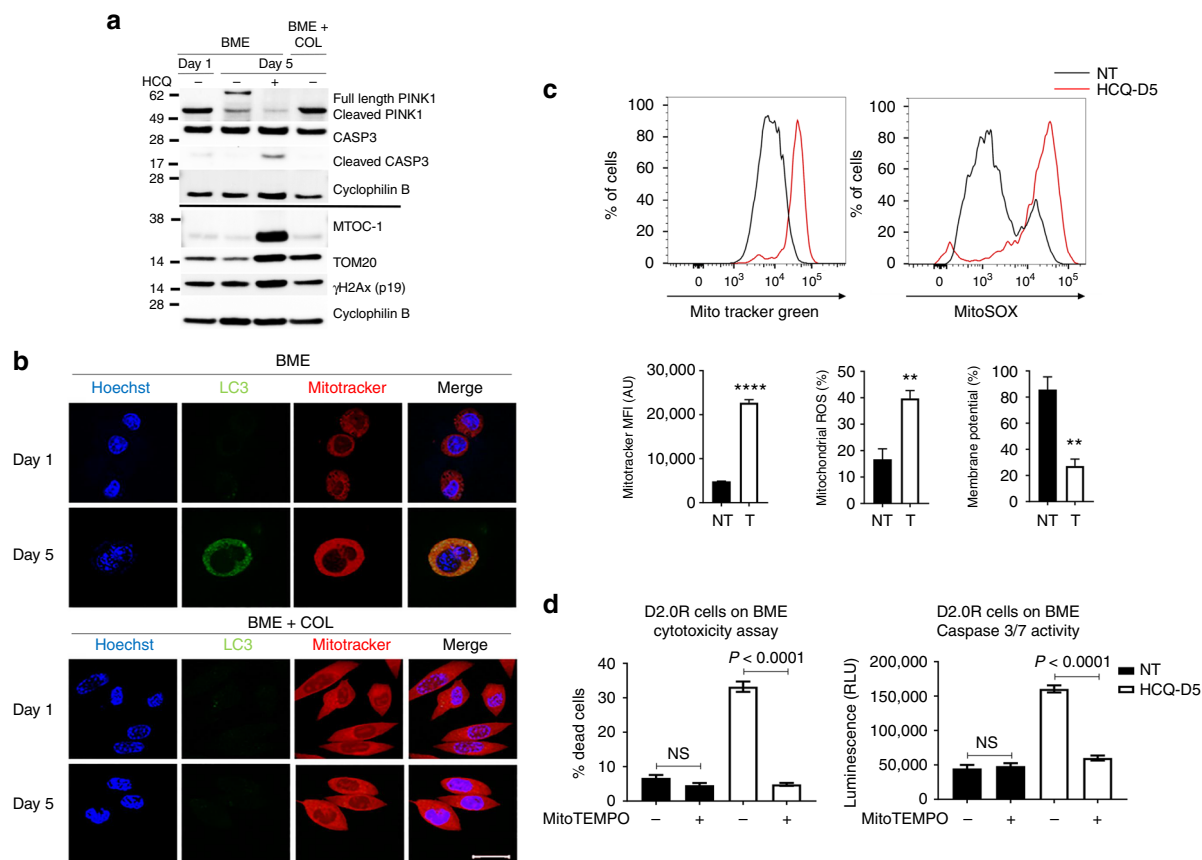 a
BME
BME +
COL
Day 1
Day 5
HCQ
– – + –
62
49
38
28
17
28
38
14
14
28
Full length PINK1
Cleaved PINK1
CASP3
Cleaved CASP3
Cyclophilin B
MTOC-1
TOM20
γH2Ax (p19)
Cyclophilin B
b
BME
Hoechst LC3 Mitotracker Merge
Day 1
Day 5
BME + COL
Hoechst LC3 Mitotracker Merge
Day 1
Day 5
c
NT
HCQ-D5
% of cells
100
80
60
40
20
0
0 10³ 10⁴ 10⁵
Mito tracker green
% of cells
100
80
60
40
20
0
0 10³ 10⁴ 10⁵
MitoSOX
Mitotracker MFI (AU)
30,000
20,000
10,000
0
****
NT T
Mitochondrial ROS (%)
50
40
30
20
10
0
**
NT T
Membrane potential (%)
100
80
60
40
20
0
**
NT T
d
D2.0R cells on BME
cytotoxicity assay
% dead cells
40
30
20
10
0
NS
P < 0.0001
MitoTEMPO – + – +
D2.0R cells on BME
Caspase 3/7 activity
Luminescence (RLU)
200,000
150,000
100,000
50,000
0
NS
P < 0.0001
NT
HCQ-D5
MitoTEMPO – + – +